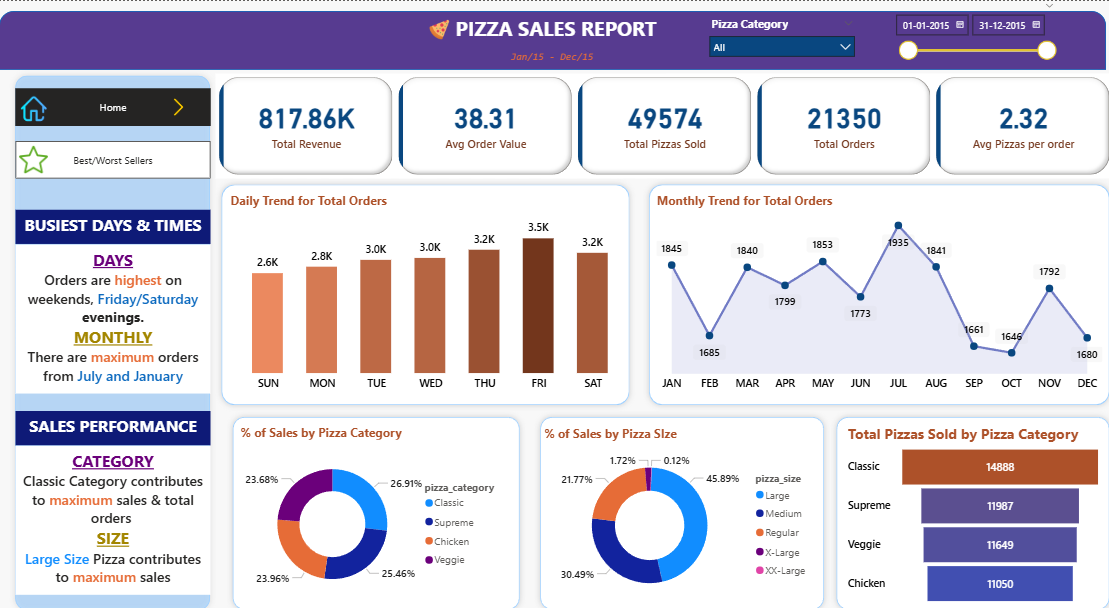 🍕 PIZZA SALES REPORT
Jan/15 - Dec/15
Pizza Category
All
01-01-2015
31-12-2015
Home
Best/Worst Sellers
BUSIEST DAYS & TIMES
DAYS
Orders are highest on
weekends, Friday/Saturday
evenings.
MONTHLY
There are maximum orders
from July and January
SALES PERFORMANCE
CATEGORY
Classic Category contributes
to maximum sales & total
orders
SIZE
Large Size Pizza contributes
to maximum sales
817.86K
Total Revenue
38.31
Avg Order Value
49574
Total Pizzas Sold
21350
Total Orders
2.32
Avg Pizzas per order
Daily Trend for Total Orders
2.6K
2.8K
3.0K
3.0K
3.2K
3.5K
3.2K
SUN MON TUE WED THU FRI SAT
Monthly Trend for Total Orders
1845
1685
1840
1799
1853
1773
1935
1841
1661
1646
1792
1680
JAN FEB MAR APR MAY JUN JUL AUG SEP OCT NOV DEC
% of Sales by Pizza Category
23.68%
26.91%
23.96%
25.46%
pizza_category
Classic
Supreme
Chicken
Veggie
% of Sales by Pizza SIze
1.72%
0.12%
21.77%
45.89%
30.49%
pizza_size
Large
Medium
Regular
X-Large
XX-Large
Total Pizzas Sold by Pizza Category
Classic 14888
Supreme 11987
Veggie 11649
Chicken 11050